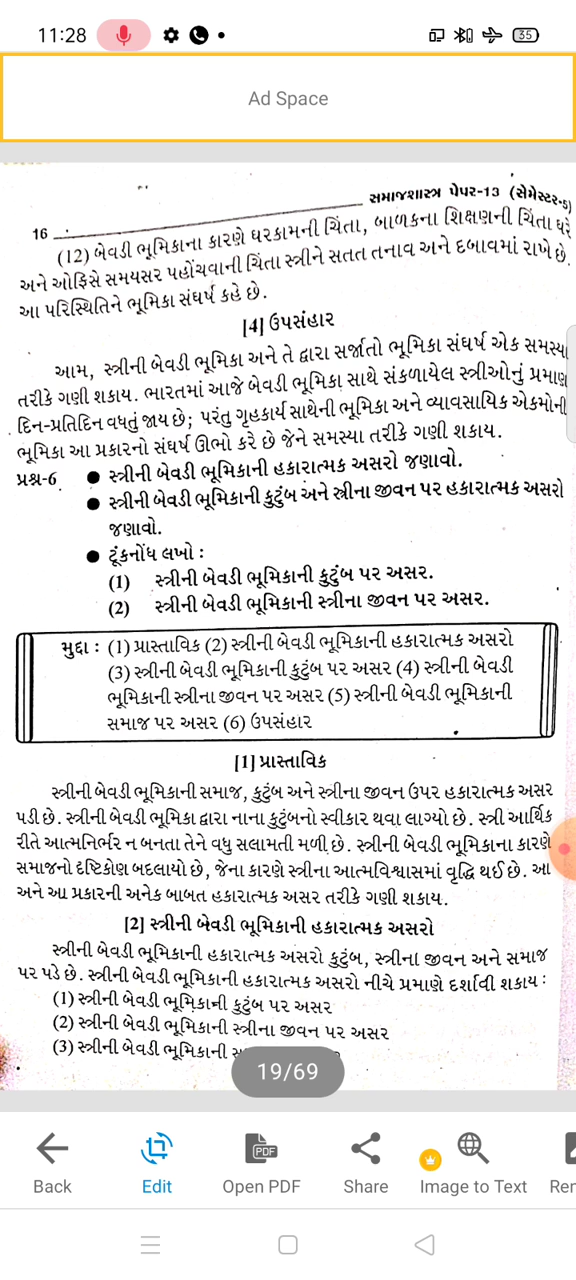 11:28
35
Ad Space
સમાજશાસ્ત્ર પેપર-13 (સેમેસ્ટર-5)
16
(12) બેવડી ભૂમિકાના કારણે ઘરકામની ચિંતા, બાળકના શિક્ષણની ચિંતા ઘરે
અને ઓફિસે સમયસર પહોંચવાની ચિંતા સ્ત્રીને સતત તનાવ અને દબાવમાં રાખે છે.
આ પરિસ્થિતિને ભૂમિકા સંઘર્ષ કહે છે.
[4] ઉપસંહાર
આમ, સ્ત્રીની બેવડી ભૂમિકા અને તે દ્વારા સર્જાતો ભૂમિકા સંઘર્ષ એક સમસ્યા
તરીકે ગણી શકાય. ભારતમાં આજે બેવડી ભૂમિકા સાથે સંકળાયેલ સ્ત્રીઓનું પ્રમાણ
દિન-પ્રતિદિન વધતું જાય છે; પરંતુ ગૃહકાર્ય સાથેની ભૂમિકા અને વ્યાવસાયિક એકમોની
ભૂમિકા આ પ્રકારનો સંઘર્ષ ઊભો કરે છે જેને સમસ્યા તરીકે ગણી શકાય.
પ્રશ્ન-6 ● સ્ત્રીની બેવડી ભૂમિકાની હકારાત્મક અસરો જણાવો.
● સ્ત્રીની બેવડી ભૂમિકાની કુટુંબ અને સ્રીના જીવન પર હકારાત્મક અસરો
જણાવો.
● ટૂંકનોંધ લખો :
(1) સ્ત્રીની બેવડી ભૂમિકાની કુટુંબ પર અસર.
(2) સ્ત્રીની બેવડી ભૂમિકાની સ્ત્રીના જીવન પર અસર.
મુદ્દા : (1) પ્રાસ્તાવિક (2) સ્ત્રીની બેવડી ભૂમિકાની હકારાત્મક અસરો
(3) સ્ત્રીની બેવડી ભૂમિકાની કુટુંબ પર અસર (4) સ્ત્રીની બેવડી
ભૂમિકાની સ્ત્રીના જીવન પર અસર (5) સ્ત્રીની બેવડી ભૂમિકાની
સમાજ પર અસર (6) ઉપસંહાર
[1] પ્રાસ્તાવિક
સ્ત્રીની બેવડી ભૂમિકાની સમાજ, કુટુંબ અને સ્ત્રીના જીવન ઉપર હકારાત્મક અસર
પડી છે. સ્ત્રીની બેવડી ભૂમિકા દ્વારા નાના કુટુંબનો સ્વીકાર થવા લાગ્યો છે. સ્ત્રી આર્થિક
રીતે આત્મનિર્ભર ન બનતા તેને વધુ સલામતી મળી છે. સ્ત્રીની બેવડી ભૂમિકાના કારણે
સમાજનો દૃષ્ટિકોણ બદલાયો છે, જેના કારણે સ્ત્રીના આત્મવિશ્વાસમાં વૃદ્ધિ થઈ છે. આ
અને આ પ્રકારની અનેક બાબત હકારાત્મક અસર તરીકે ગણી શકાય.
[2] સ્ત્રીની બેવડી ભૂમિકાની હકારાત્મક અસરો
સ્ત્રીની બેવડી ભૂમિકાની હકારાત્મક અસરો કુટુંબ, સ્ત્રીના જીવન અને સમાજ
પર પડે છે. સ્ત્રીની બેવડી ભૂમિકાની હકારાત્મક અસરો નીચે પ્રમાણે દર્શાવી શકાય :
(1) સ્ત્રીની બેવડી ભૂમિકાની કુટુંબ પર અસર
(2) સ્ત્રીની બેવડી ભૂમિકાની સ્ત્રીના જીવન પર અસર
(3) સ્ત્રીની બેવડી ભૂમિકાની
19/69
PDF
Back Edit Open PDF Share Image to Text